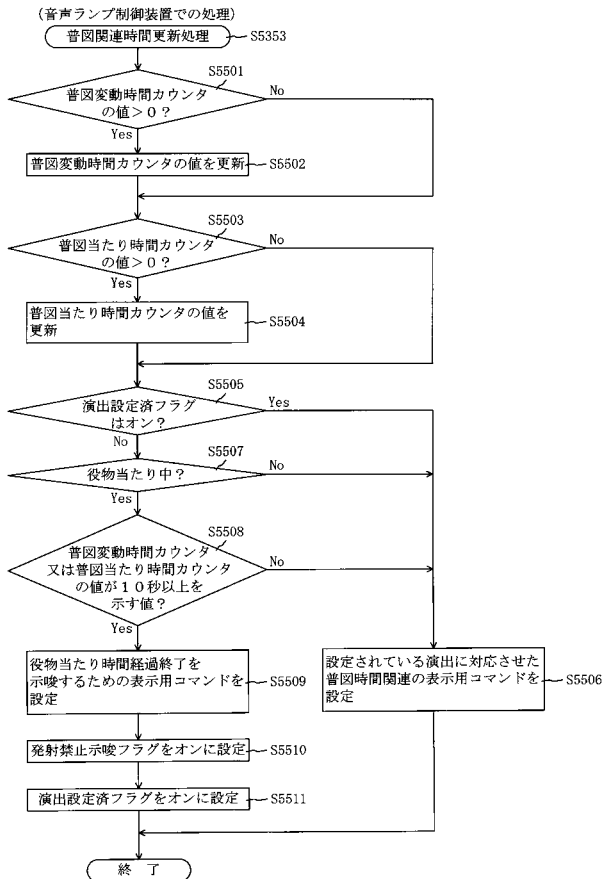 (音声ランプ制御装置での処理)
普図関連時間更新処理
S5353
S5501
普図変動時間カウンタ
の値>0?
No
Yes
普図変動時間カウンタの値を更新
S5502
S5503
普図当たり時間カウンタ
の値>0?
No
Yes
普図当たり時間カウンタの値を
更新
S5504
S5505
演出設定済フラグ
はオン?
Yes
No
S5507
役物当たり中?
No
Yes
S5508
普図変動時間カウンタ
又は普図当たり時間カウンタ
の値が10秒以上を
示す値?
No
Yes
役物当たり時間経過終了を
示唆するための表示用コマンドを
設定
S5509
設定されている演出に対応させた
普図時間関連の表示用コマンドを
設定
S5506
発射禁止示唆フラグをオンに設定
S5510
演出設定済フラグをオンに設定
S5511
終 了